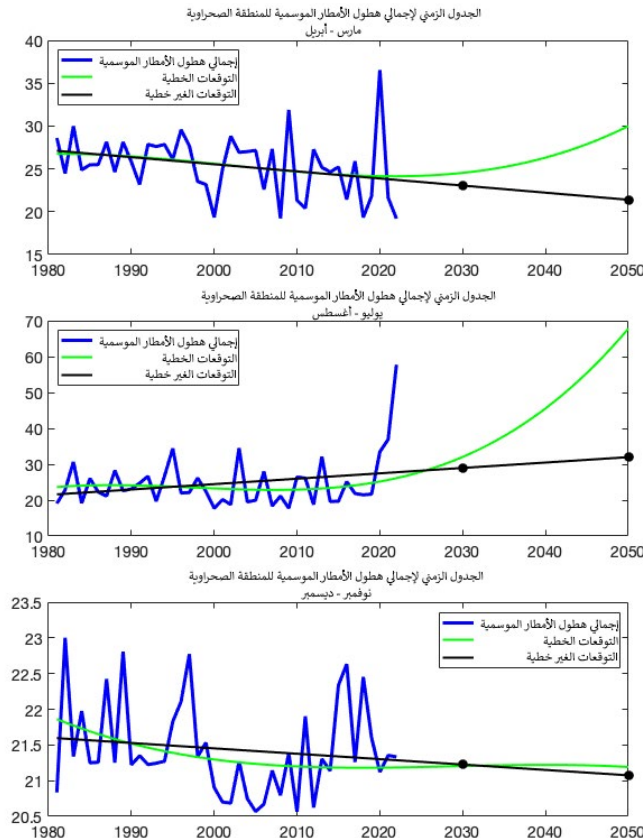 الجدول الزمني لإجمالي هطول الأمطار الموسمية للمنطقة الصحراوية
مارس - أبريل
40
35
30
25
20
15
إجمالي هطول الأمطار الموسمية
التوقعات الخطية
التوقعات الغير خطية
1980 1990 2000 2010 2020 2030 2040 2050
الجدول الزمني لإجمالي هطول الأمطار الموسمية للمنطقة الصحراوية
يوليو - أغسطس
70
60
50
40
30
20
10
إجمالي هطول الأمطار الموسمية
التوقعات الخطية
التوقعات الغير خطية
1980 1990 2000 2010 2020 2030 2040 2050
الجدول الزمني لإجمالي هطول الأمطار الموسمية للمنطقة الصحراوية
نوفمبر - ديسمبر
23.5
23
22.5
22
21.5
21
20.5
إجمالي هطول الأمطار الموسمية
التوقعات الخطية
التوقعات الغير خطية
1980 1990 2000 2010 2020 2030 2040 2050